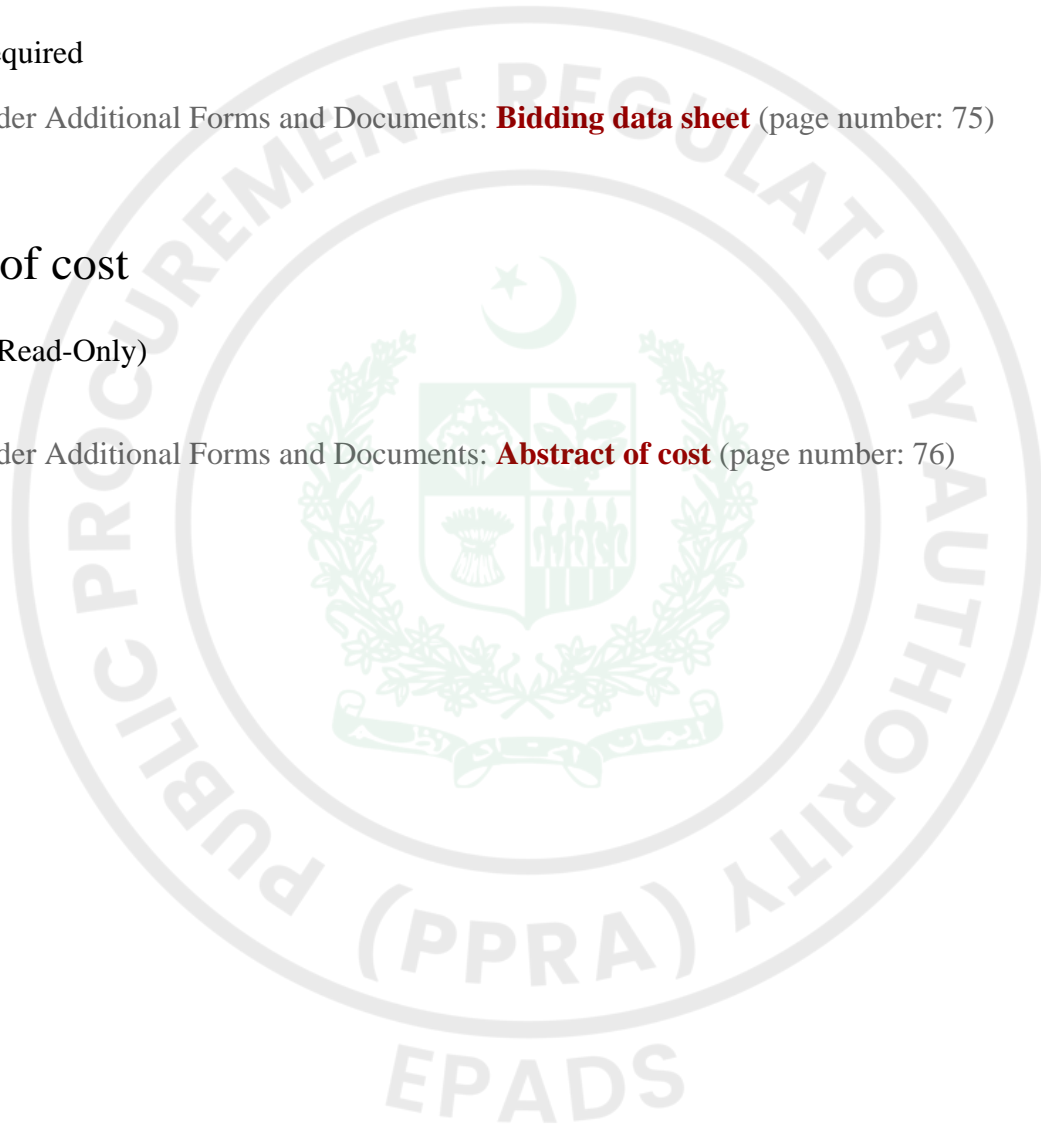 equired
der Additional Forms and Documents: Bidding data sheet (page number: 75)
of cost
Read-Only)
der Additional Forms and Documents: Abstract of cost (page number: 76)
PUBLIC PROCUREMENT REGULATORY AUTHORITY
(PPRA)
EPADS